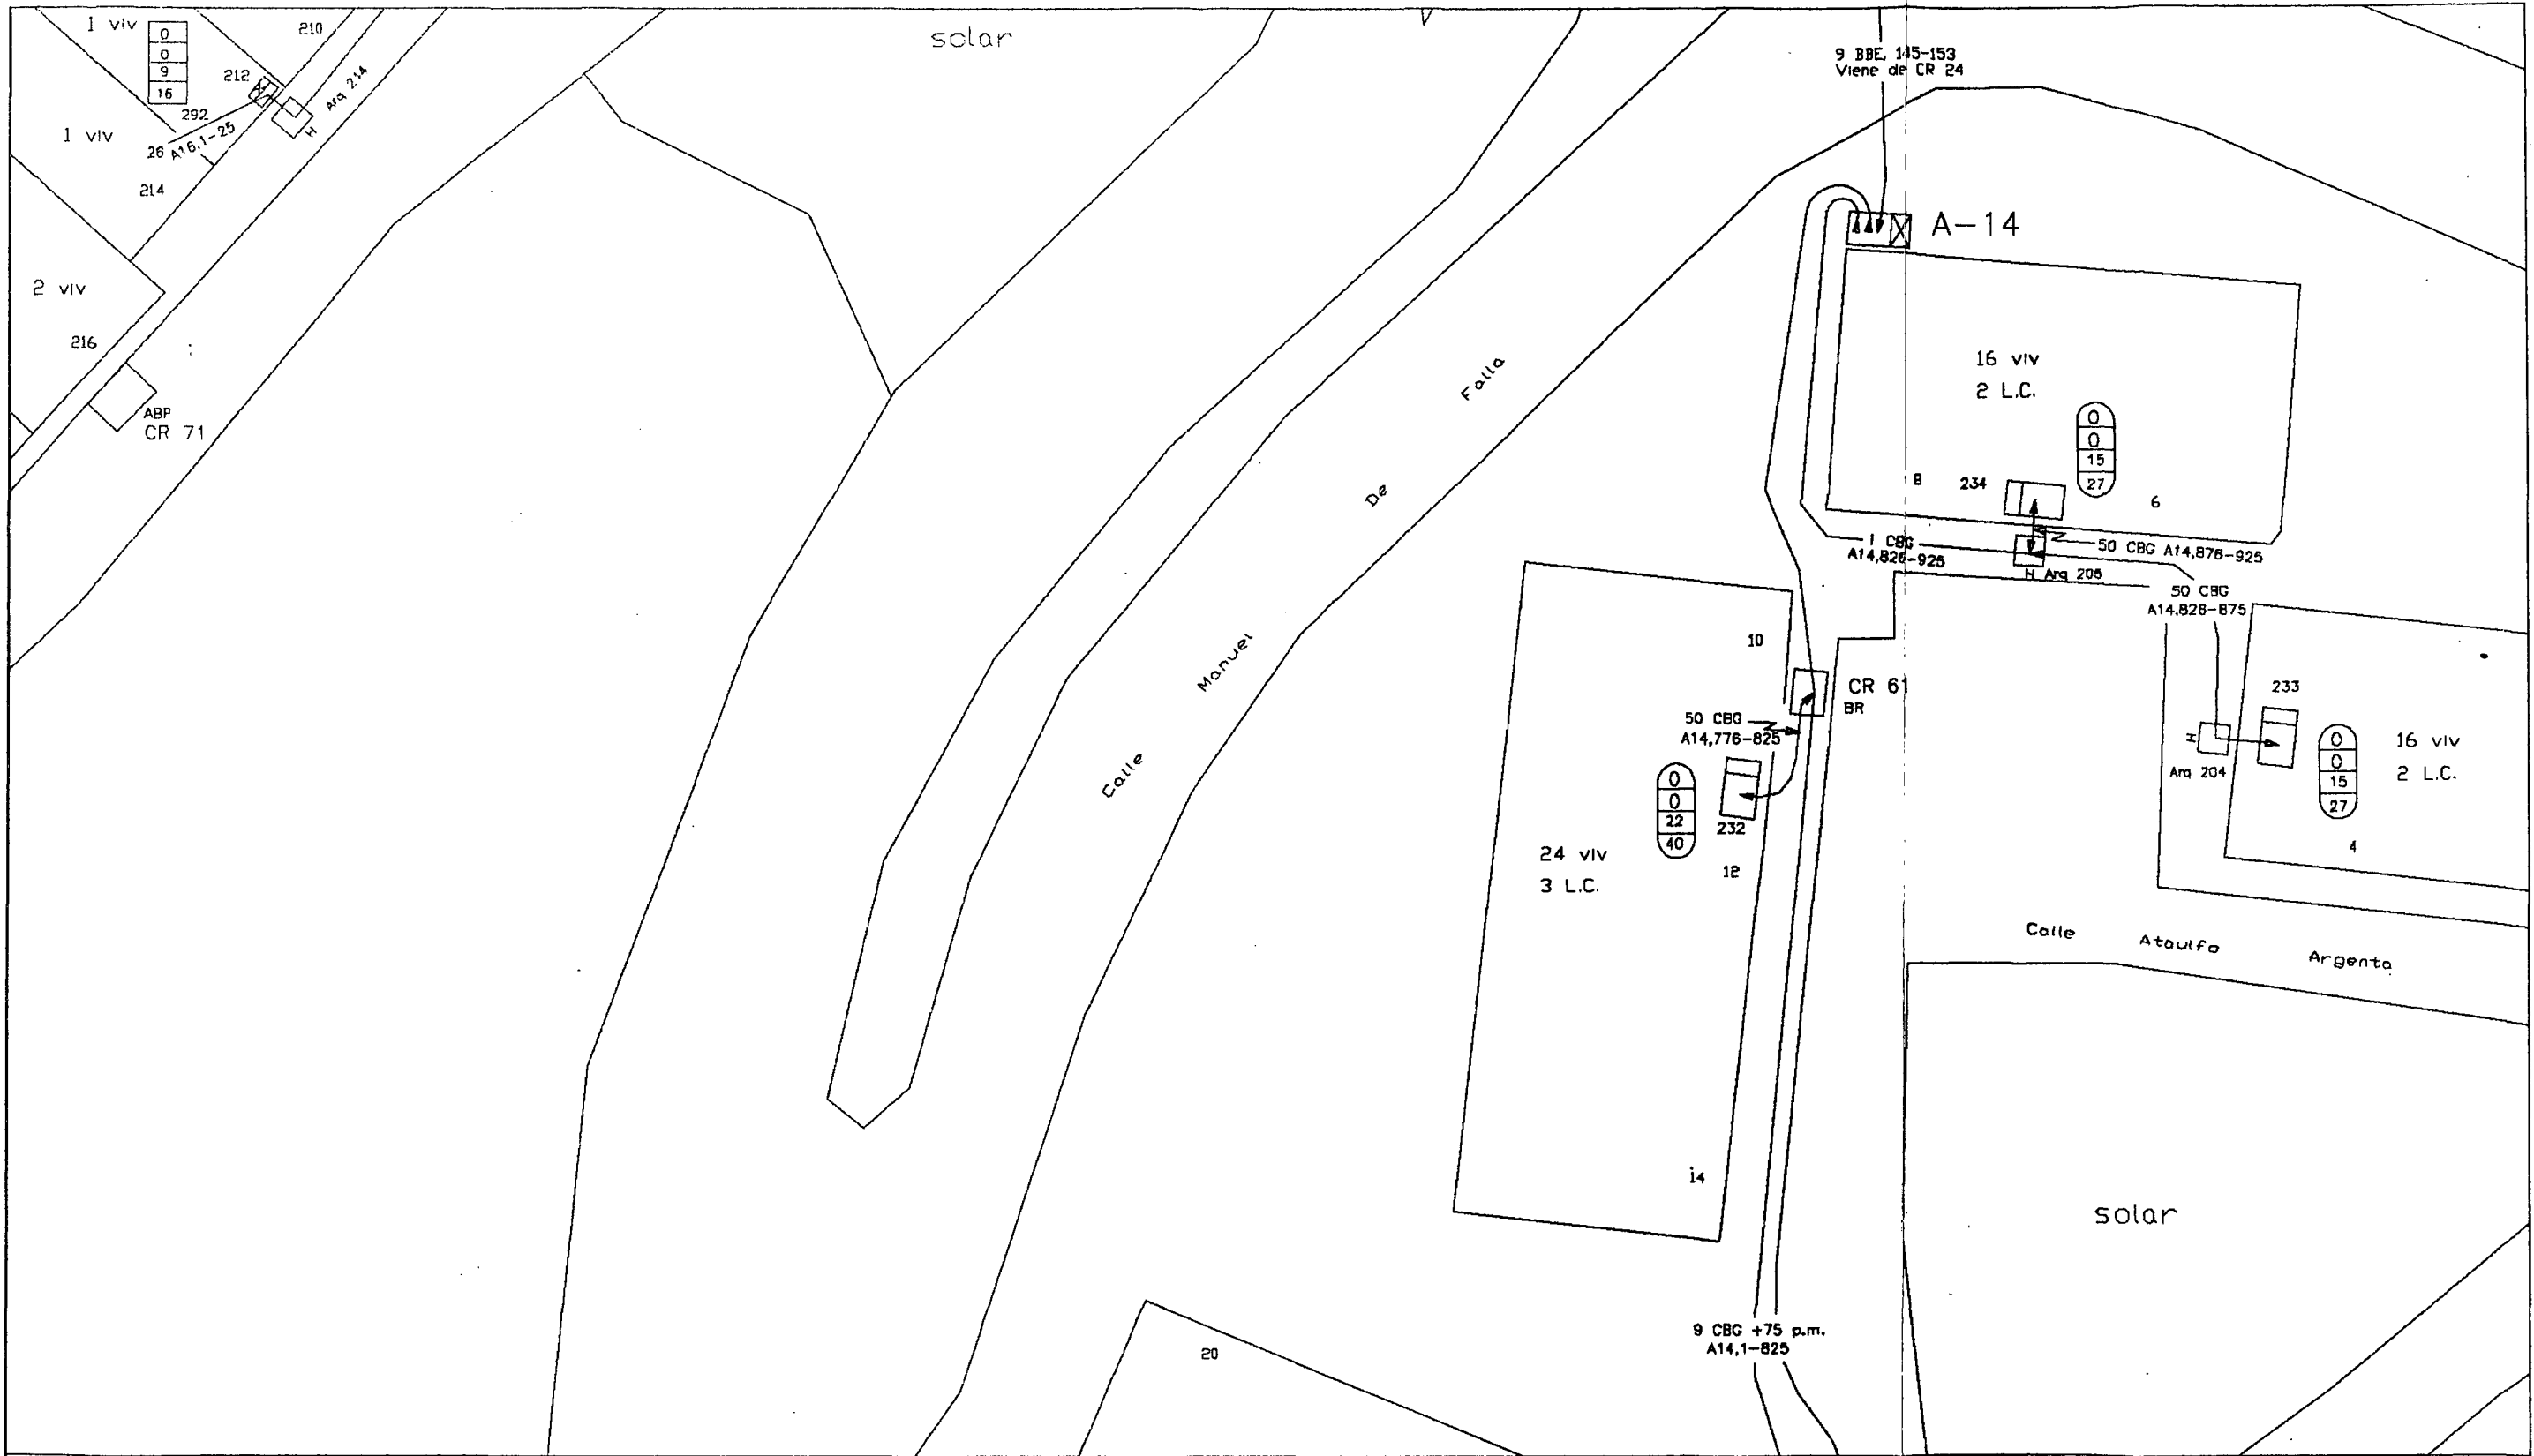 1 viv
0
0
9
16
210
212
Arq 214
292
26 A16,1-25
1 viv
214
2 viv
216
ABP
CR 71
solar
9 BBE, 145-153
Viene de CR 24
A-14
16 viv
2 L.C.
0
0
15
27
8
234
6
1 CBG
A14,826-925
50 CBG A14,876-925
H Arq 205
50 CBG
A14,826-875
Calle Manuel De Falla
10
CR 61
BR
50 CBG
A14,776-825
0
0
22
40
232
24 viv
3 L.C.
12
14
233
H
Arq 204
0
0
15
27
16 viv
2 L.C.
4
Calle Ataulfo Argenta
solar
9 CBG +75 p.m.
A14,1-825
20
H